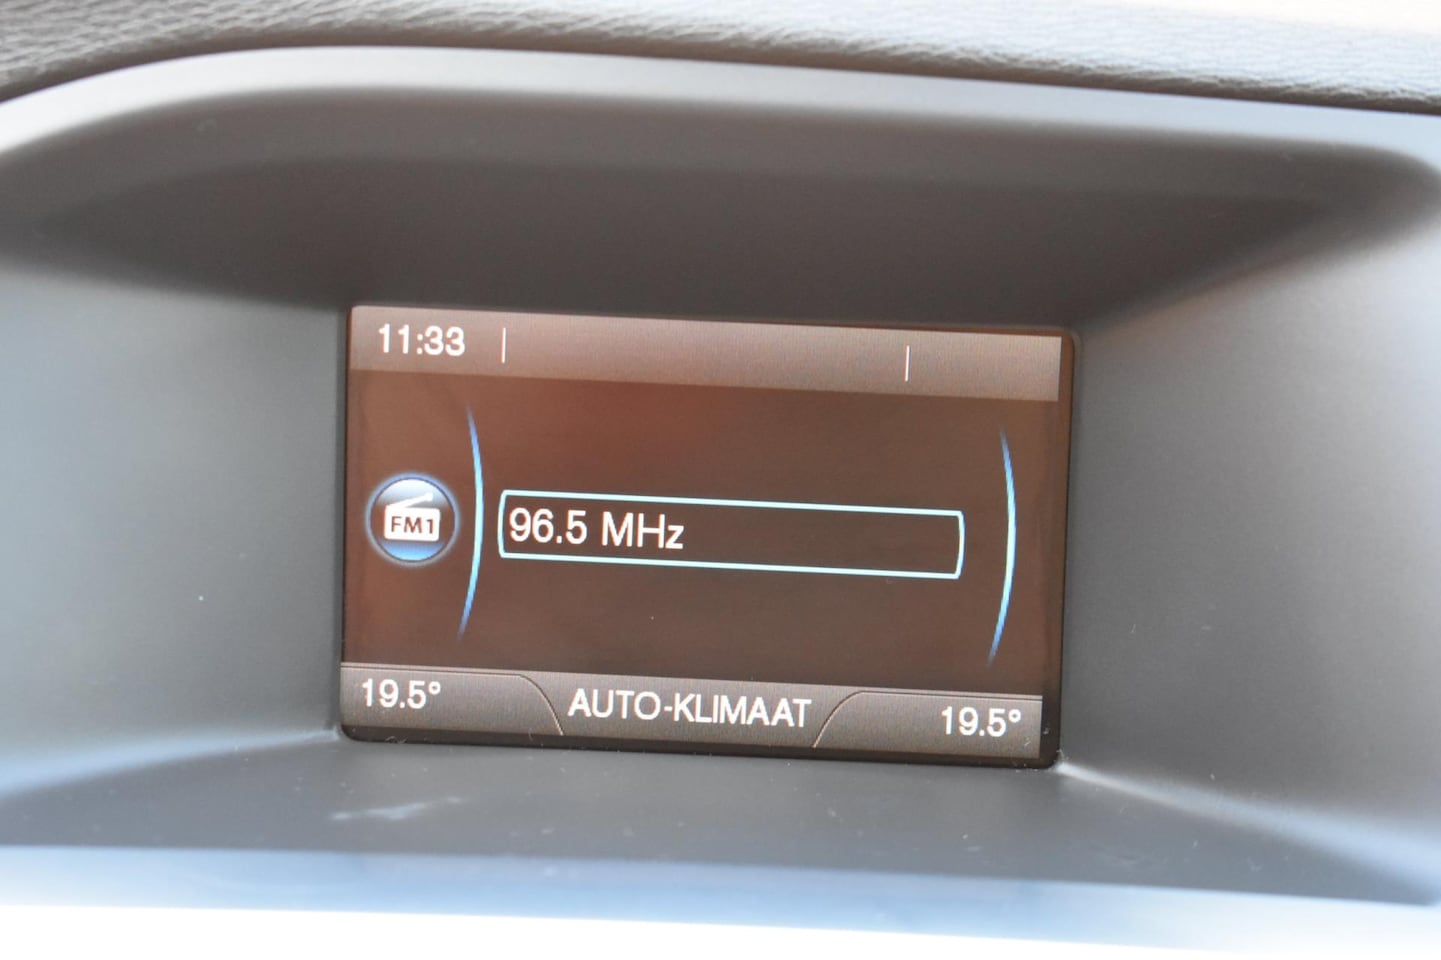 11:33
FM1
96.5 MHz
19.5° AUTO-KLIMAAT 19.5°